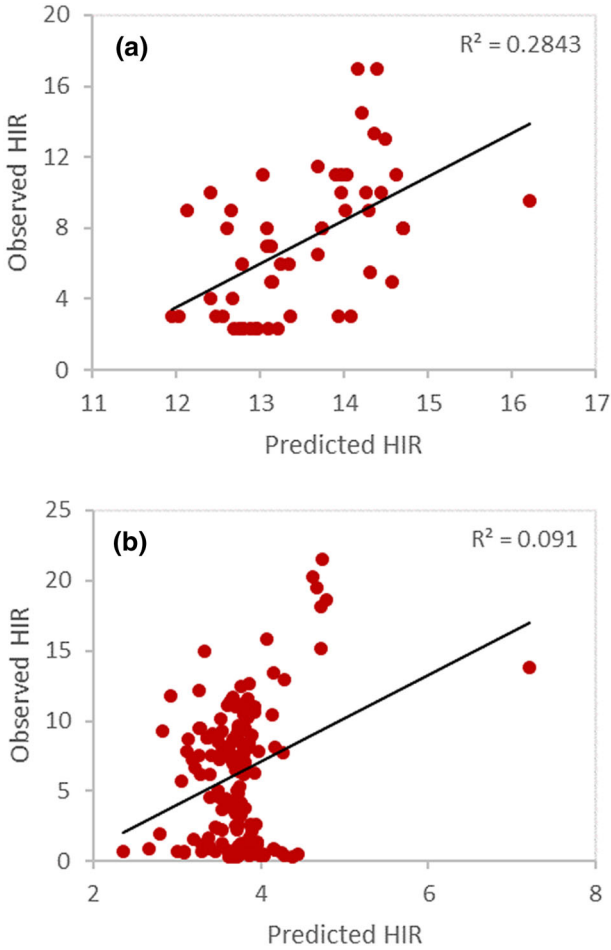 (a)
R² = 0.2843
Observed HIR
20
16
12
8
4
0
11 12 13 14 15 16 17
Predicted HIR
(b)
R² = 0.091
Observed HIR
25
20
15
10
5
0
2 4 6 8
Predicted HIR